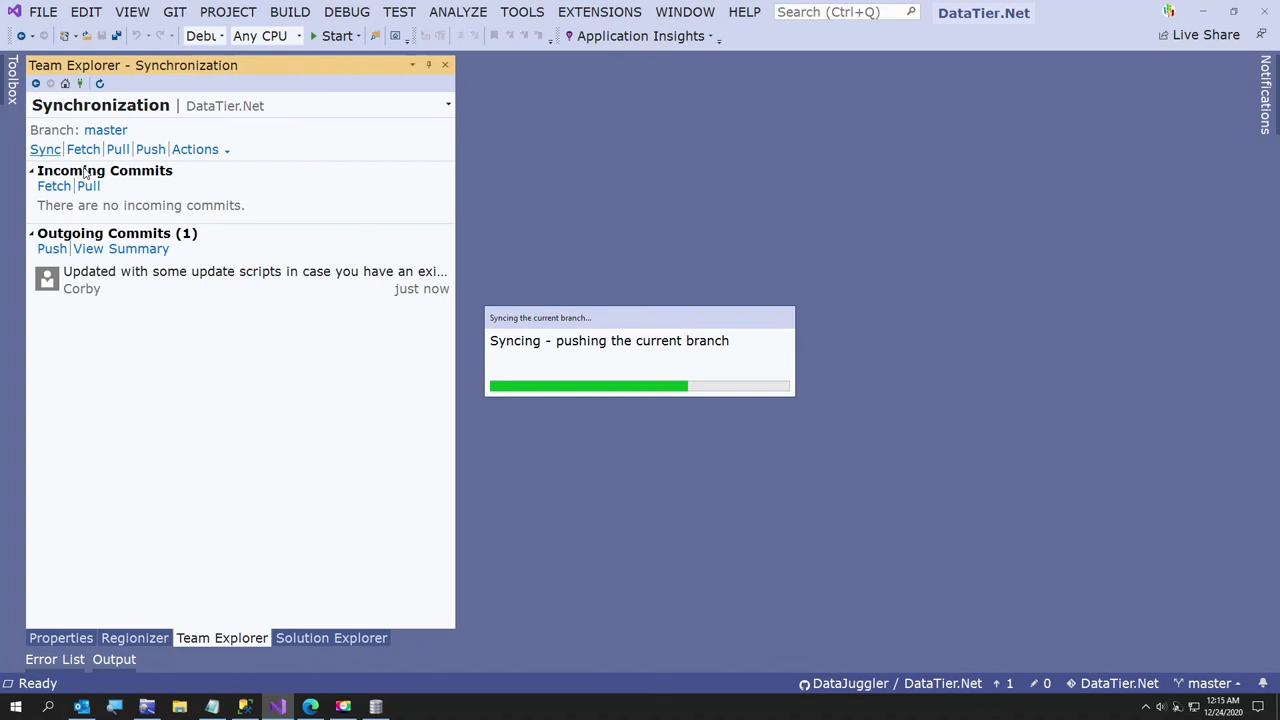 FILE EDIT VIEW GIT PROJECT BUILD DEBUG TEST ANALYZE TOOLS EXTENSIONS WINDOW HELP Search (Ctrl+Q) DataTier.Net
Any CPU Start Application Insights Live Share
Toolbox
Team Explorer - Synchronization
Notifications
Synchronization | DataTier.Net
Branch: master
Sync Fetch Pull Push Actions
Incoming Commits
Fetch Pull
There are no incoming commits.
Outgoing Commits (1)
Push View Summary
Updated with some update scripts in case you have an exi...
Corby just now
Syncing the current branch...
Syncing - pushing the current branch
Properties Regionizer Team Explorer Solution Explorer
Error List Output
Ready DataJuggler / DataTier.Net 1 0 DataTier.Net master
12:15 AM
12/24/2020